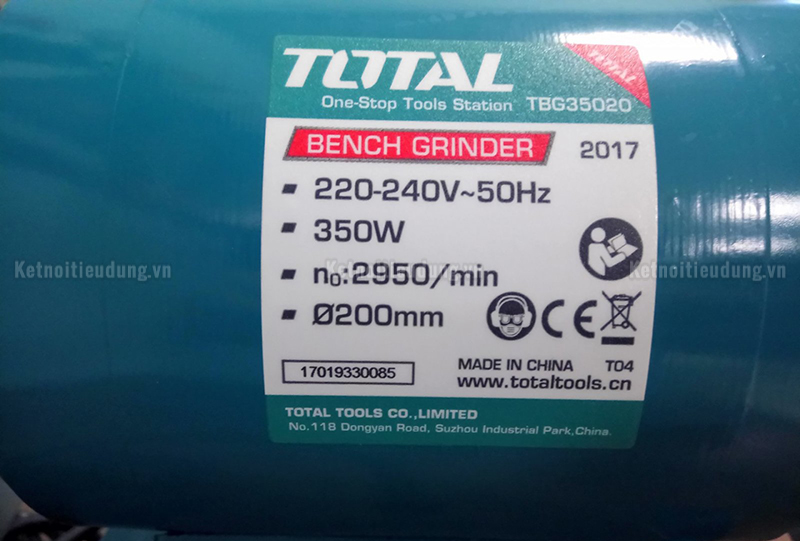 TOTAL
TOTAL
One-Stop Tools Station TBG35020
BENCH GRINDER 2017
220-240V~50Hz
350W
Ketnoitieudung.vn Ketnoitieudung.vn Ketnoitieudung.vn
n₀:2950/min
Ø200mm
CE
17019330085
MADE IN CHINA T04
www.totaltools.cn
TOTAL TOOLS CO.,LIMITED
No.118 Dongyan Road, Suzhou Industrial Park,China.